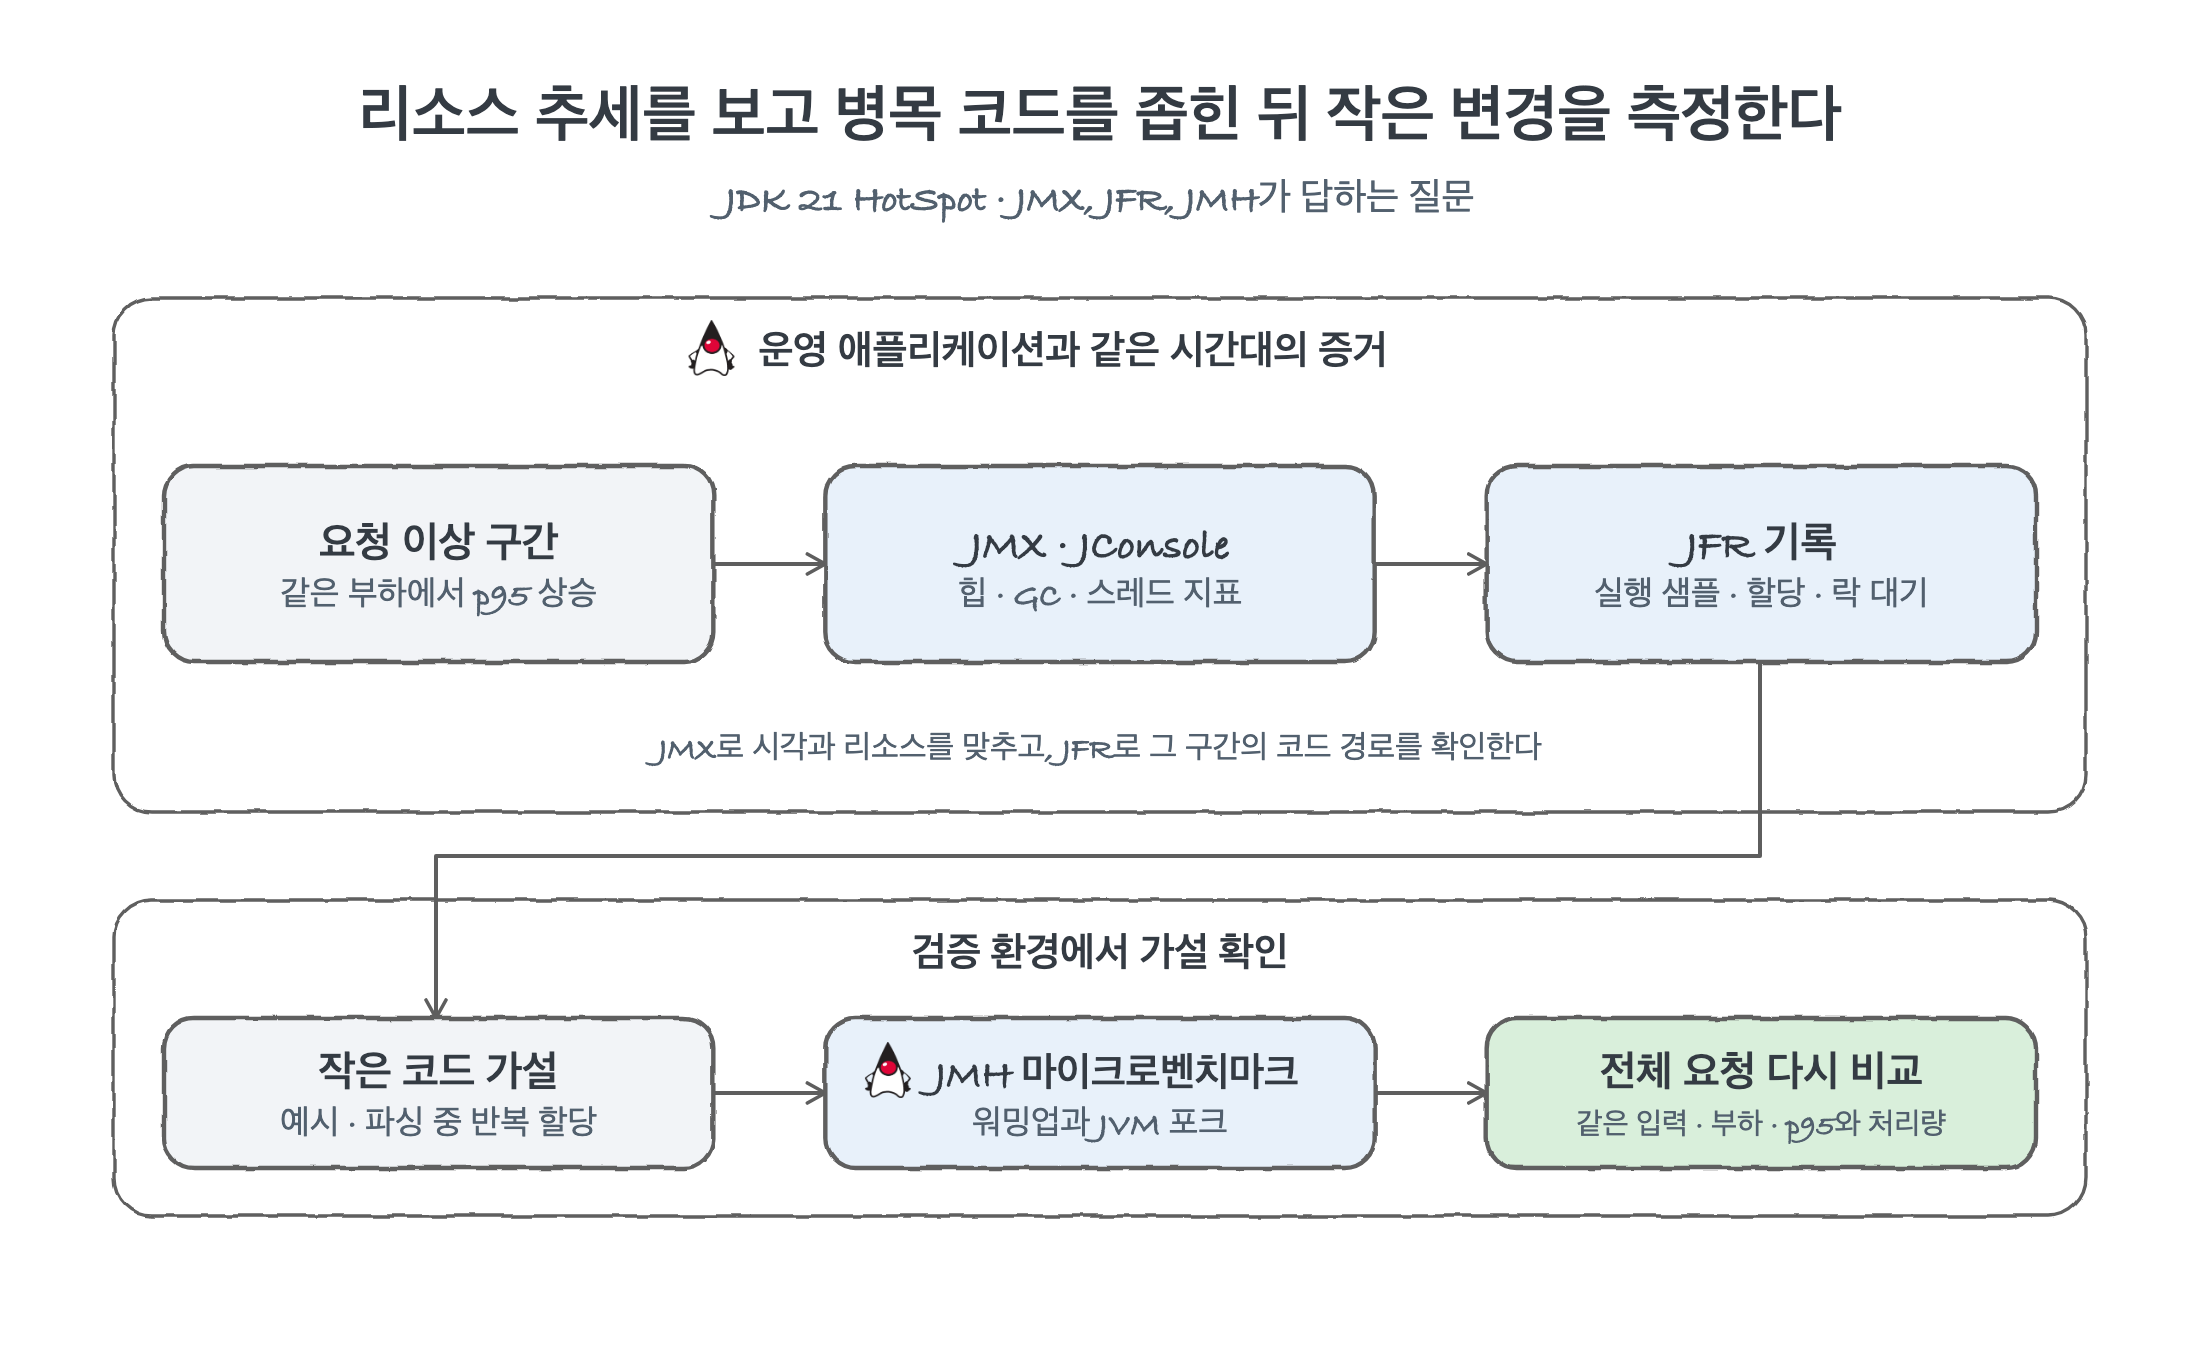 리소스 추세를 보고 병목 코드를 좁힌 뒤 작은 변경을 측정한다
JDK 21 HotSpot · JMX, JFR, JMH가 답하는 질문
운영 애플리케이션과 같은 시간대의 증거
요청 이상 구간
같은 부하에서 p95 상승
JMX · JConsole
힙 · GC · 스레드 지표
JFR 기록
실행 샘플 · 할당 · 락 대기
JMX로 시각과 리소스를 맞추고, JFR로 그 구간의 코드 경로를 확인한다
검증 환경에서 가설 확인
작은 코드 가설
예시 · 파싱 중 반복 할당
JMH 마이크로벤치마크
워밍업과 JVM 포크
전체 요청 다시 비교
같은 입력 · 부하 · p95와 처리량